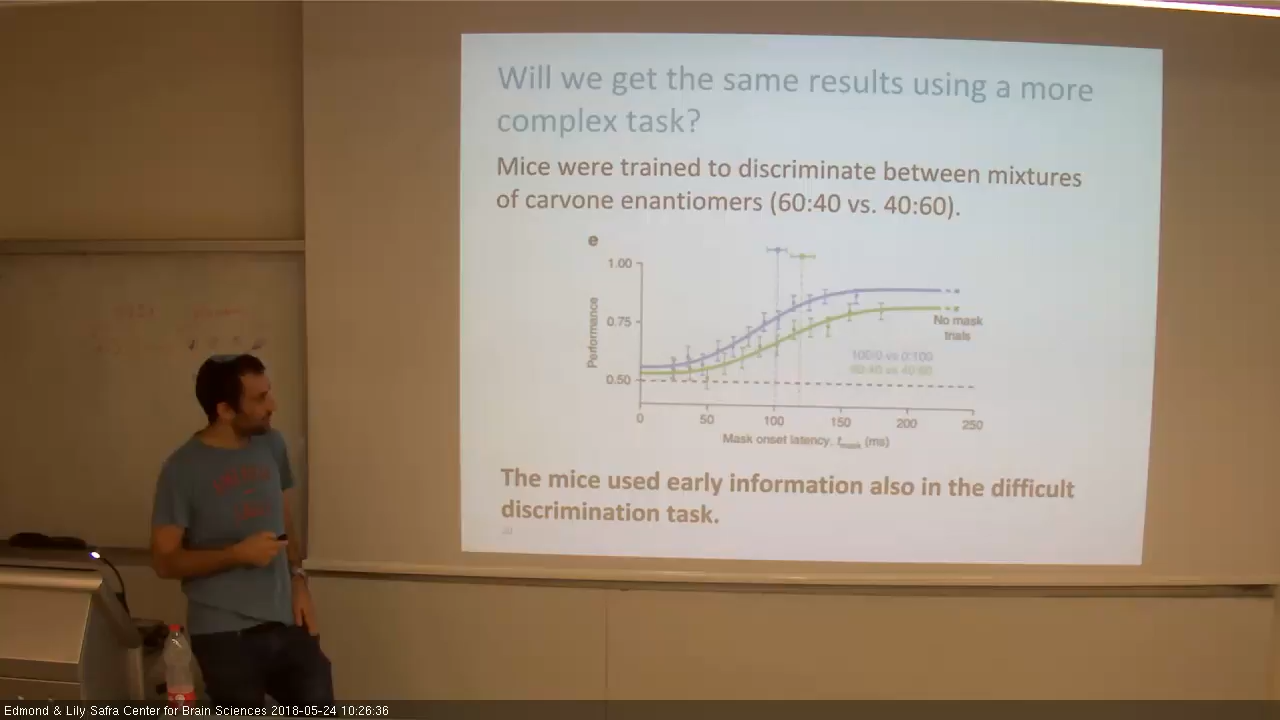 Will we get the same results using a more
complex task?
Mice were trained to discriminate between mixtures
of carvone enantiomers (60:40 vs. 40:60).
e
1.00
0.75
0.50
Performance
No mask
trials
100:0 vs 0:100
60:40 vs 40:60
0 50 100 150 200 250
Mask onset latency, tmask (ms)
The mice used early information also in the difficult
discrimination task.
Edmond & Lily Safra Center for Brain Sciences 2018-05-24 10:26:36